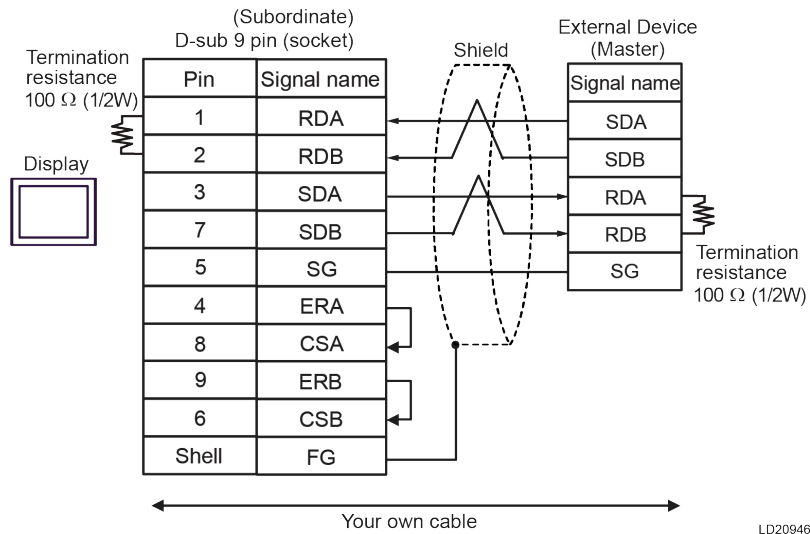 (Subordinate)
D-sub 9 pin (socket)
External Device
(Master)
Shield
Termination
resistance
100 Ω (1/2W)
Display
Pin Signal name
1 RDA
2 RDB
3 SDA
7 SDB
5 SG
4 ERA
8 CSA
9 ERB
6 CSB
Shell FG
Signal name
SDA
SDB
RDA
RDB
SG
Termination
resistance
100 Ω (1/2W)
Your own cable
LD20946